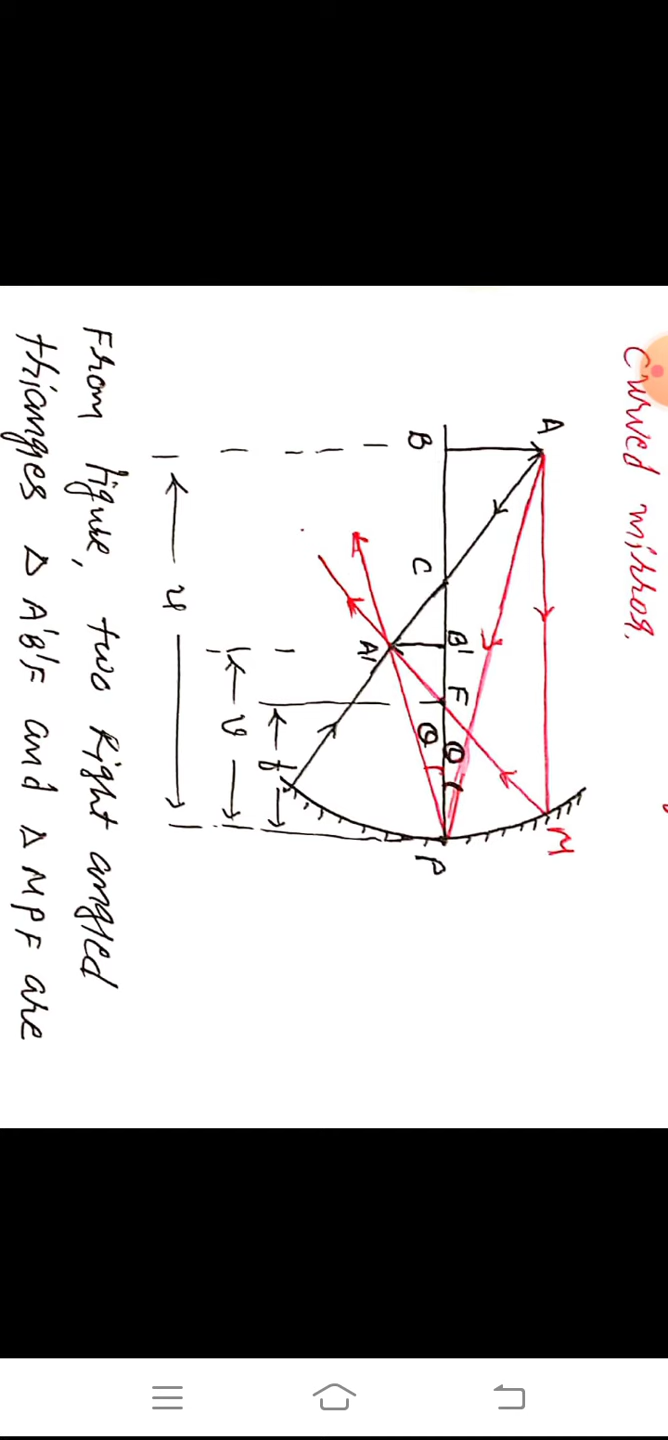 Curved mirror.
A
M
B
C
B'
F
P
A'
θ
θ
f
v
u
From figure, two Right angled
triangles Δ A'B'F and Δ MPF are